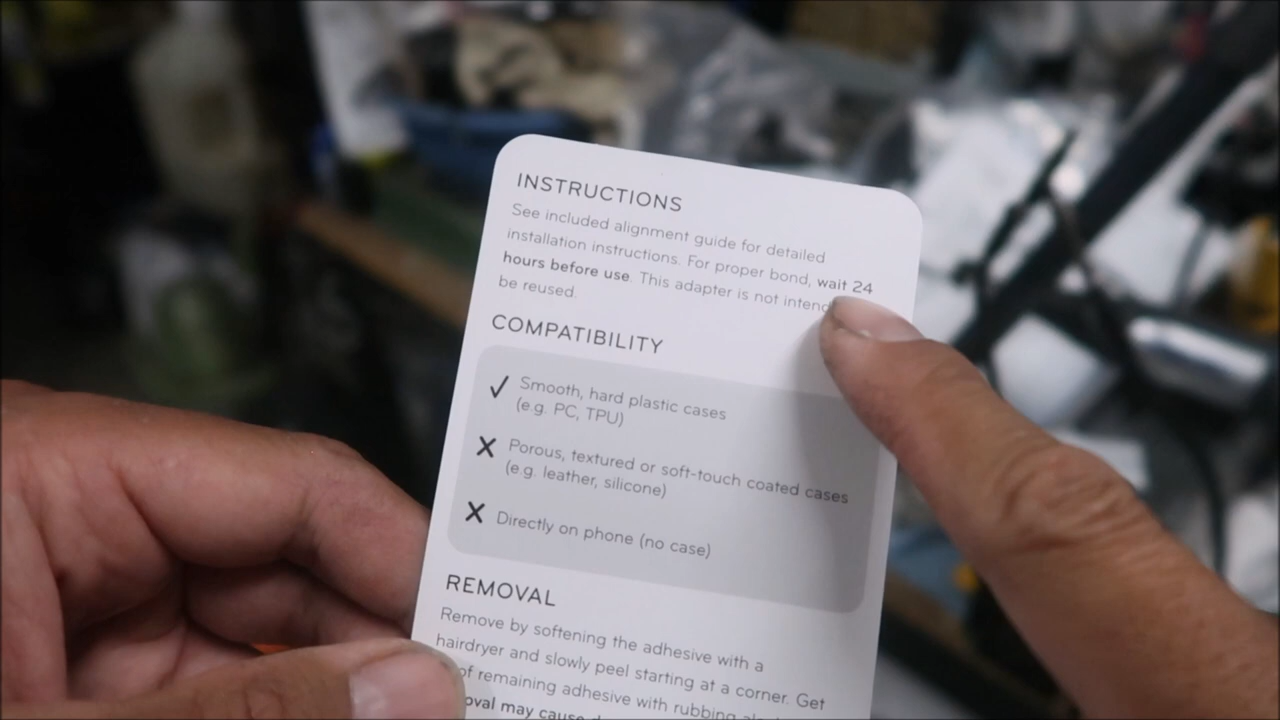 INSTRUCTIONS
See included alignment guide for detailed
installation instructions. For proper bond, wait 24
hours before use. This adapter is not
be reused.
COMPATIBILITY
✓ Smooth, hard plastic cases
(e.g. PC, TPU)
X Porous, textured or soft-touch coated cases
(e.g. leather, silicone)
X Directly on phone (no case)
REMOVAL
Remove by softening the adhesive with a
hairdryer and slowly peel starting at a corner. Get
of remaining adhesive with rubbing
may cause